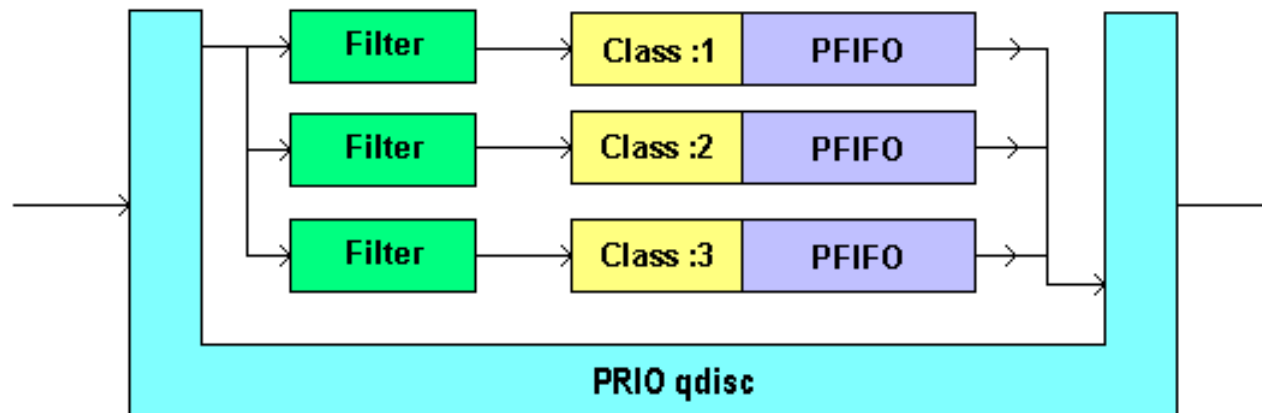 Filter
Class :1
PFIFO
Filter
Class :2
PFIFO
Filter
Class :3
PFIFO
PRIO qdisc